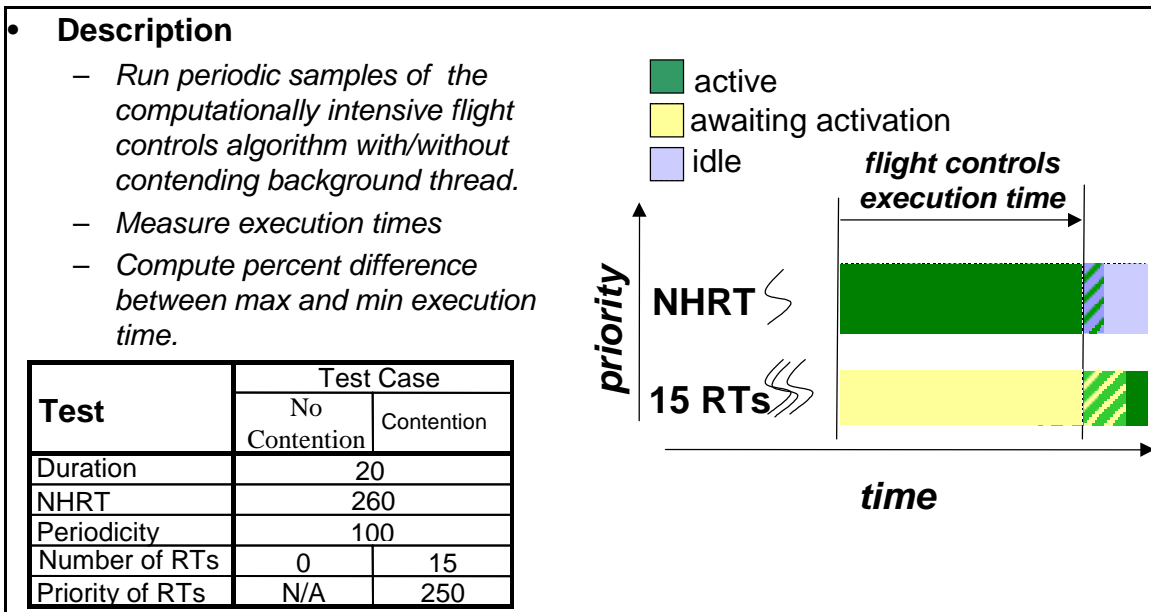 • Description
– Run periodic samples of the
computationally intensive flight
controls algorithm with/without
contending background thread.
– Measure execution times
– Compute percent difference
between max and min execution
time.
Test
Test Case
No
Contention
Contention
Duration 20
NHRT 260
Periodicity 100
Number of RTs 0 15
Priority of RTs N/A 250
active
awaiting activation
idle
flight controls
execution time
priority
NHRT
15 RTs
time